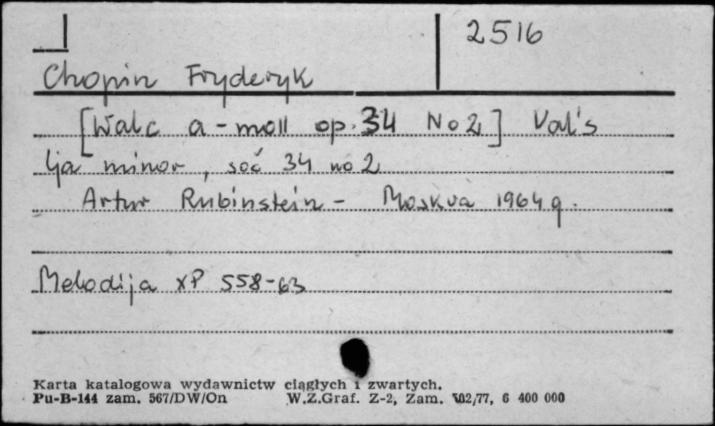 2516
Chopin Fryderyk
[Walc a-moll op. 34 No 2] Val's
lja minor, soč 34 no 2
Artur Rubinstein - Moskva 1964 g.
Melodija XP 558-63
Karta katalogowa wydawnictw ciągłych i zwartych.
Pu-B-144 zam. 567/DW/On W.Z.Graf. Z-2, Zam. 102/77, 6 400 000